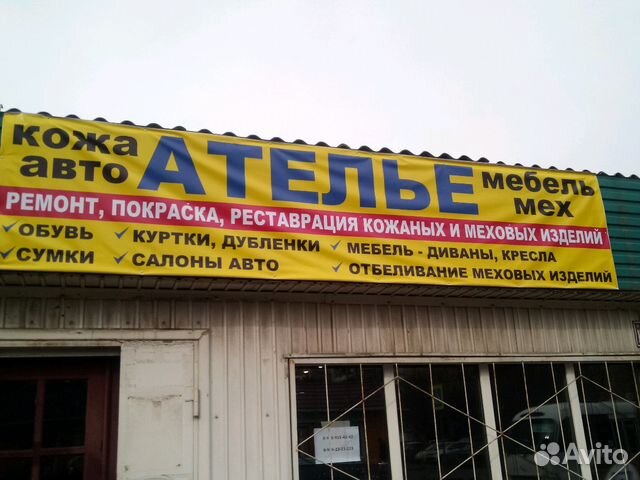 кожа АТЕЛЬЕ мебель
авто мех
РЕМОНТ, ПОКРАСКА, РЕСТАВРАЦИЯ КОЖАНЫХ И МЕХОВЫХ ИЗДЕЛИЙ
✓ОБУВЬ ✓КУРТКИ, ДУБЛЕНКИ ✓МЕБЕЛЬ - ДИВАНЫ, КРЕСЛА
✓СУМКИ ✓САЛОНЫ АВТО ✓ОТБЕЛИВАНИЕ МЕХОВЫХ ИЗДЕЛИЙ
Avito